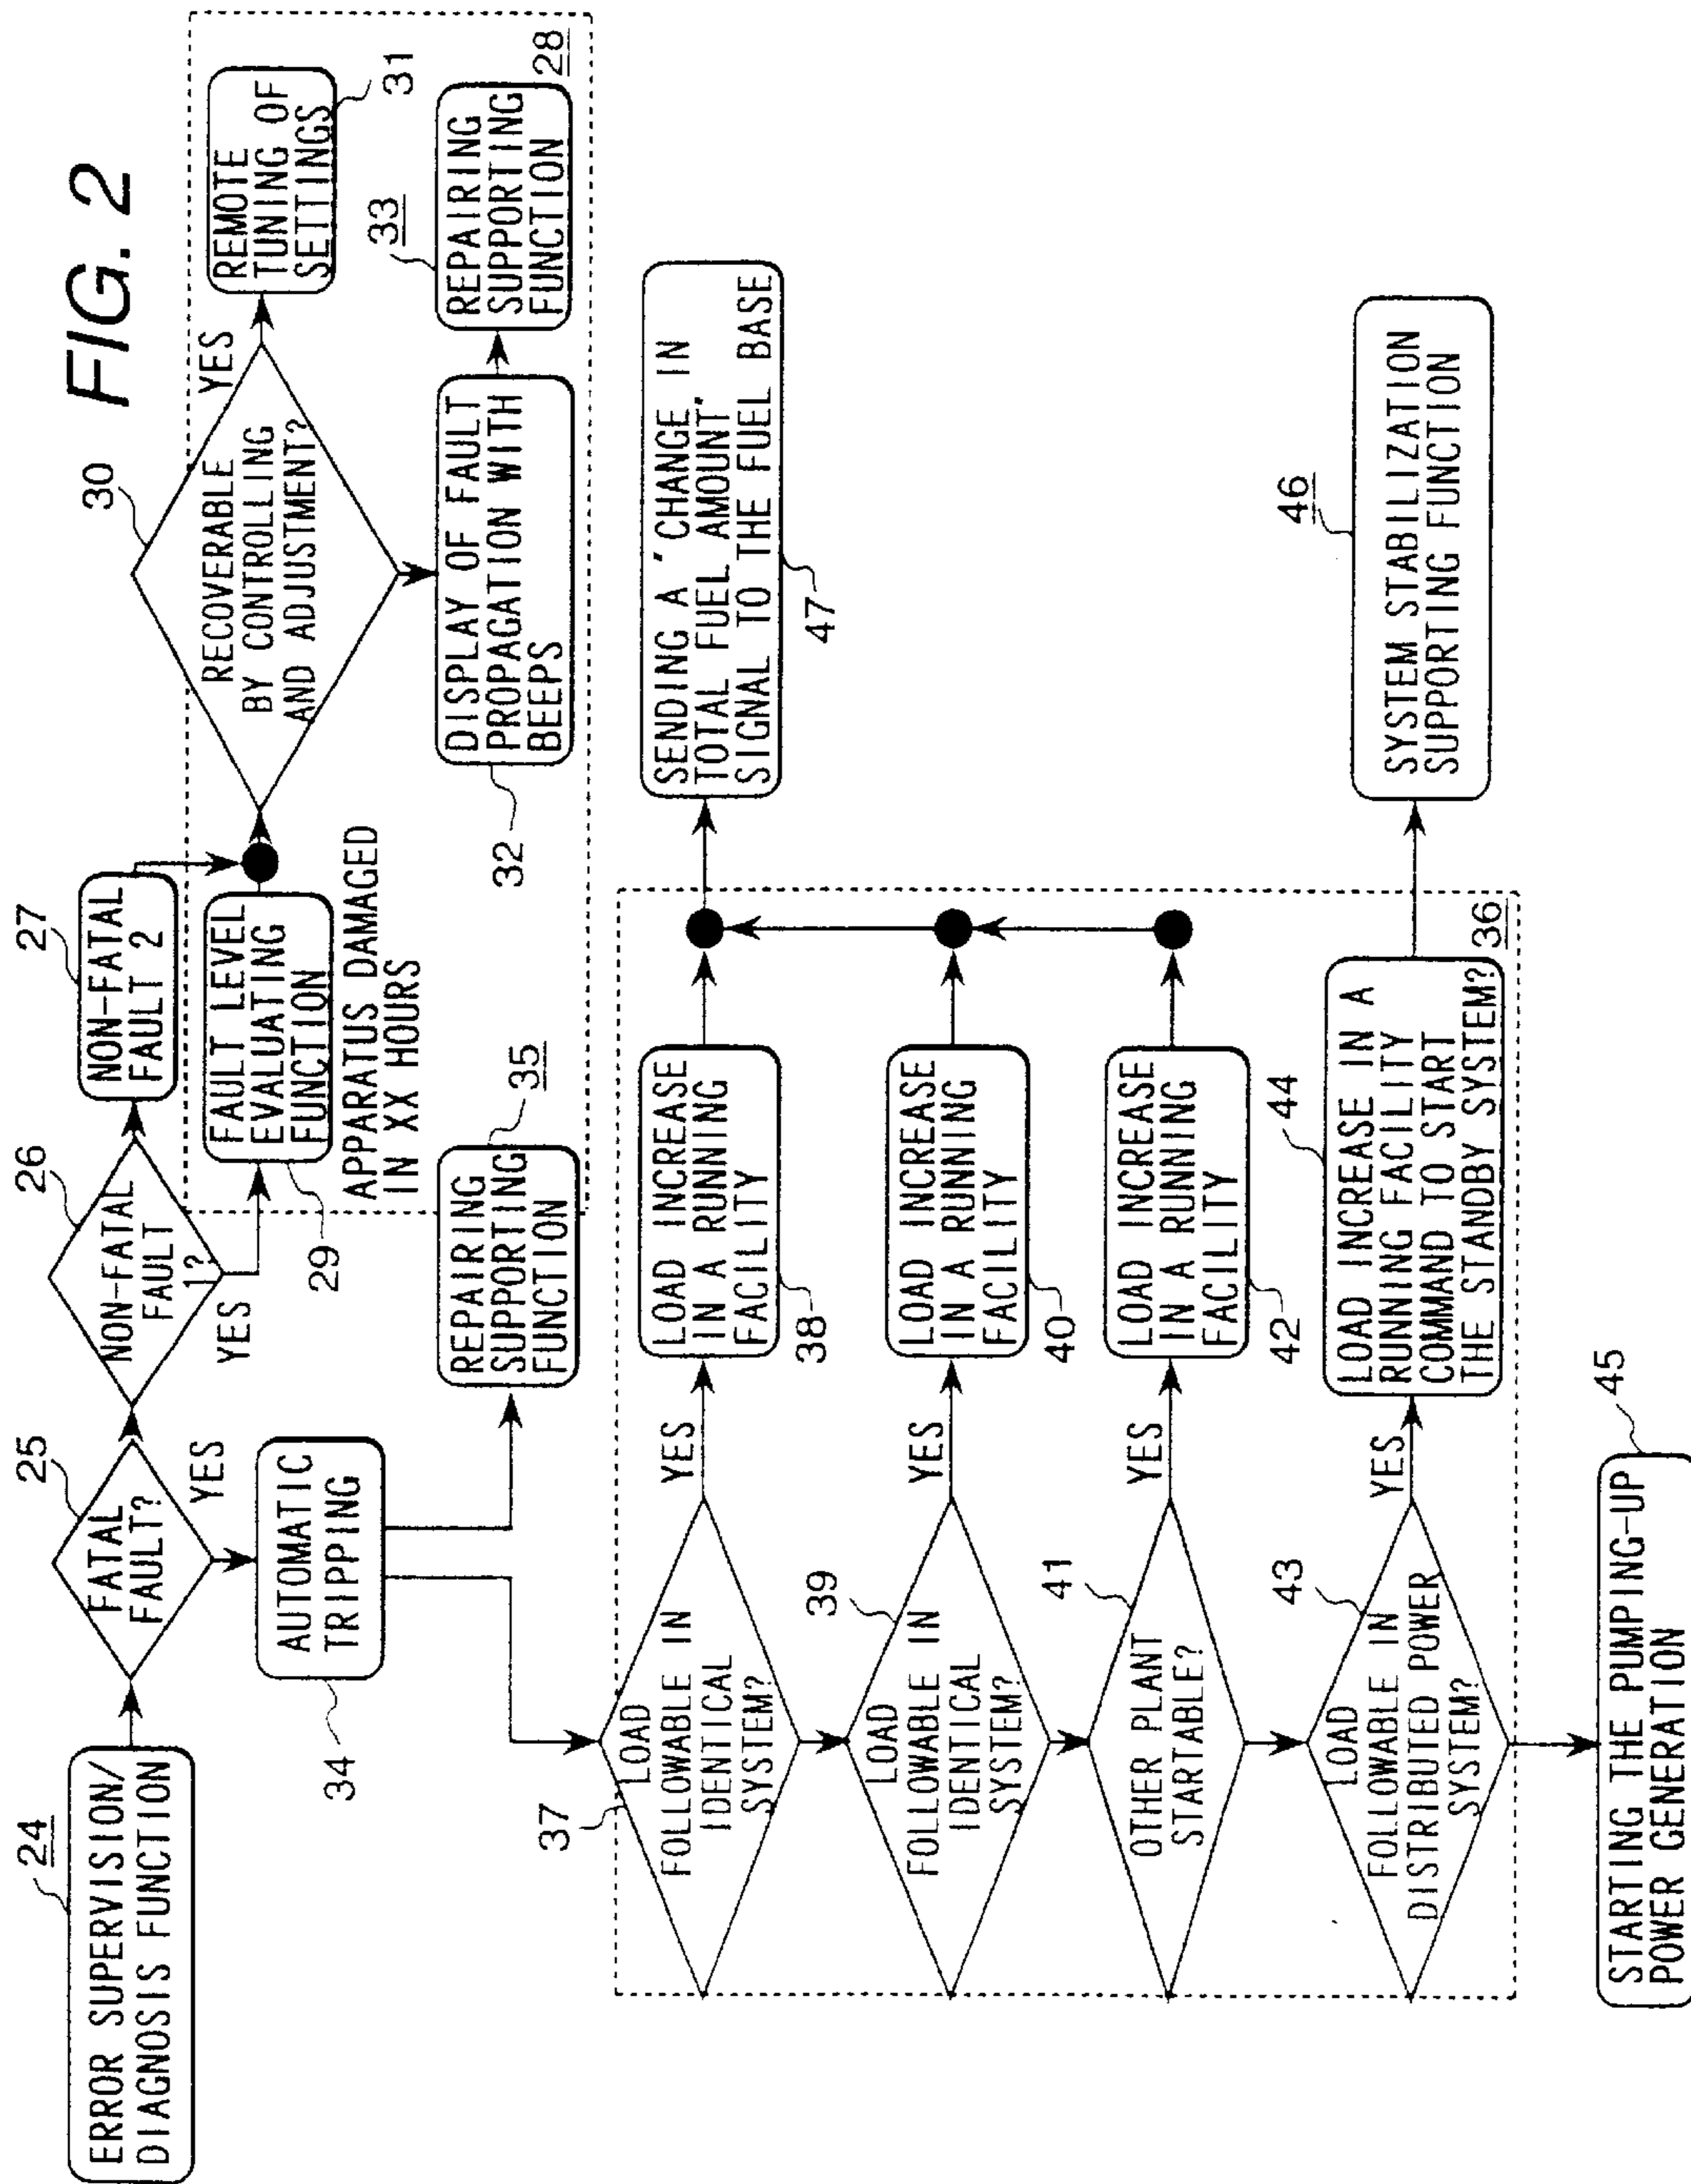 FIG. 2
24
ERROR SUPERVISION/
DIAGNOSIS FUNCTION
25
FATAL
FAULT?
YES
26
NON-FATAL
FAULT
1?
YES
27
NON-FATAL
FAULT 2
FAULT LEVEL
EVALUATING
FUNCTION
29
APPARATUS DAMAGED
IN XX HOURS
30
RECOVERABLE
BY CONTROLLING
AND ADJUSTMENT?
YES
REMOTE
TUNING OF
SETTINGS
31
DISPLAY OF FAULT
PROPAGATION WITH
BEEPS
32
33
REPAIRING
SUPPORTING
FUNCTION
28
AUTOMATIC
TRIPPING
34
REPAIRING
SUPPORTING
FUNCTION
35
37
LOAD
FOLLOWABLE IN
IDENTICAL
SYSTEM?
YES
LOAD INCREASE
IN A RUNNING
FACILITY
38
SENDING A "CHANGE IN
TOTAL FUEL AMOUNT"
SIGNAL TO THE FUEL BASE
47
39
LOAD
FOLLOWABLE IN
IDENTICAL
SYSTEM?
YES
LOAD INCREASE
IN A RUNNING
FACILITY
40
41
OTHER PLANT
STARTABLE?
YES
LOAD INCREASE
IN A RUNNING
FACILITY
42
43
LOAD
FOLLOWABLE IN
DISTRIBUTED POWER
SYSTEM?
YES
44
LOAD INCREASE IN A
RUNNING FACILITY
COMMAND TO START
THE STANDBY SYSTEM?
36
46
SYSTEM STABILIZATION
SUPPORTING FUNCTION
45
STARTING THE PUMPING-UP
POWER GENERATION